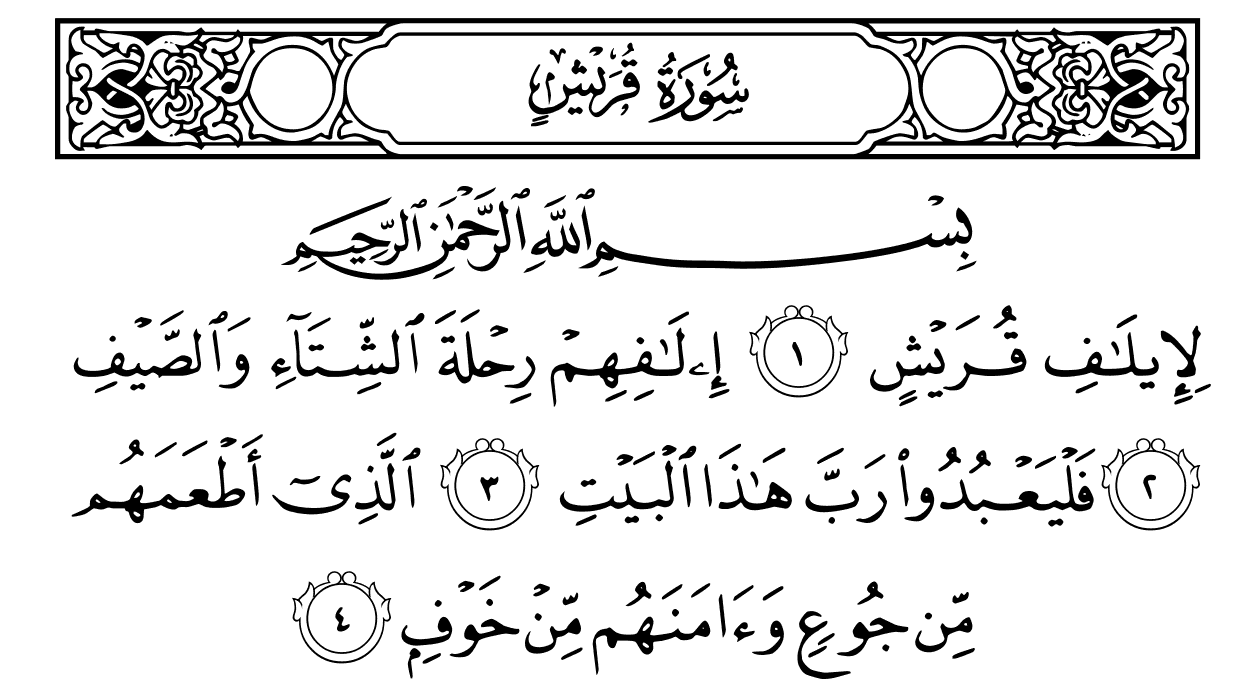 سُورَةُ قُرَيۡشٍ
بِسۡمِ ٱللَّهِ ٱلرَّحۡمَٰنِ ٱلرَّحِيمِ
لِإِيلَٰفِ قُرَيۡشٍ ١ إِۦلَٰفِهِمۡ رِحۡلَةَ ٱلشِّتَآءِ وَٱلصَّيۡفِ
٢ فَلۡيَعۡبُدُواْ رَبَّ هَٰذَا ٱلۡبَيۡتِ ٣ ٱلَّذِىٓ أَطۡعَمَهُم
مِّن جُوعٖ وَءَامَنَهُم مِّنۡ خَوۡفِۭ ٤